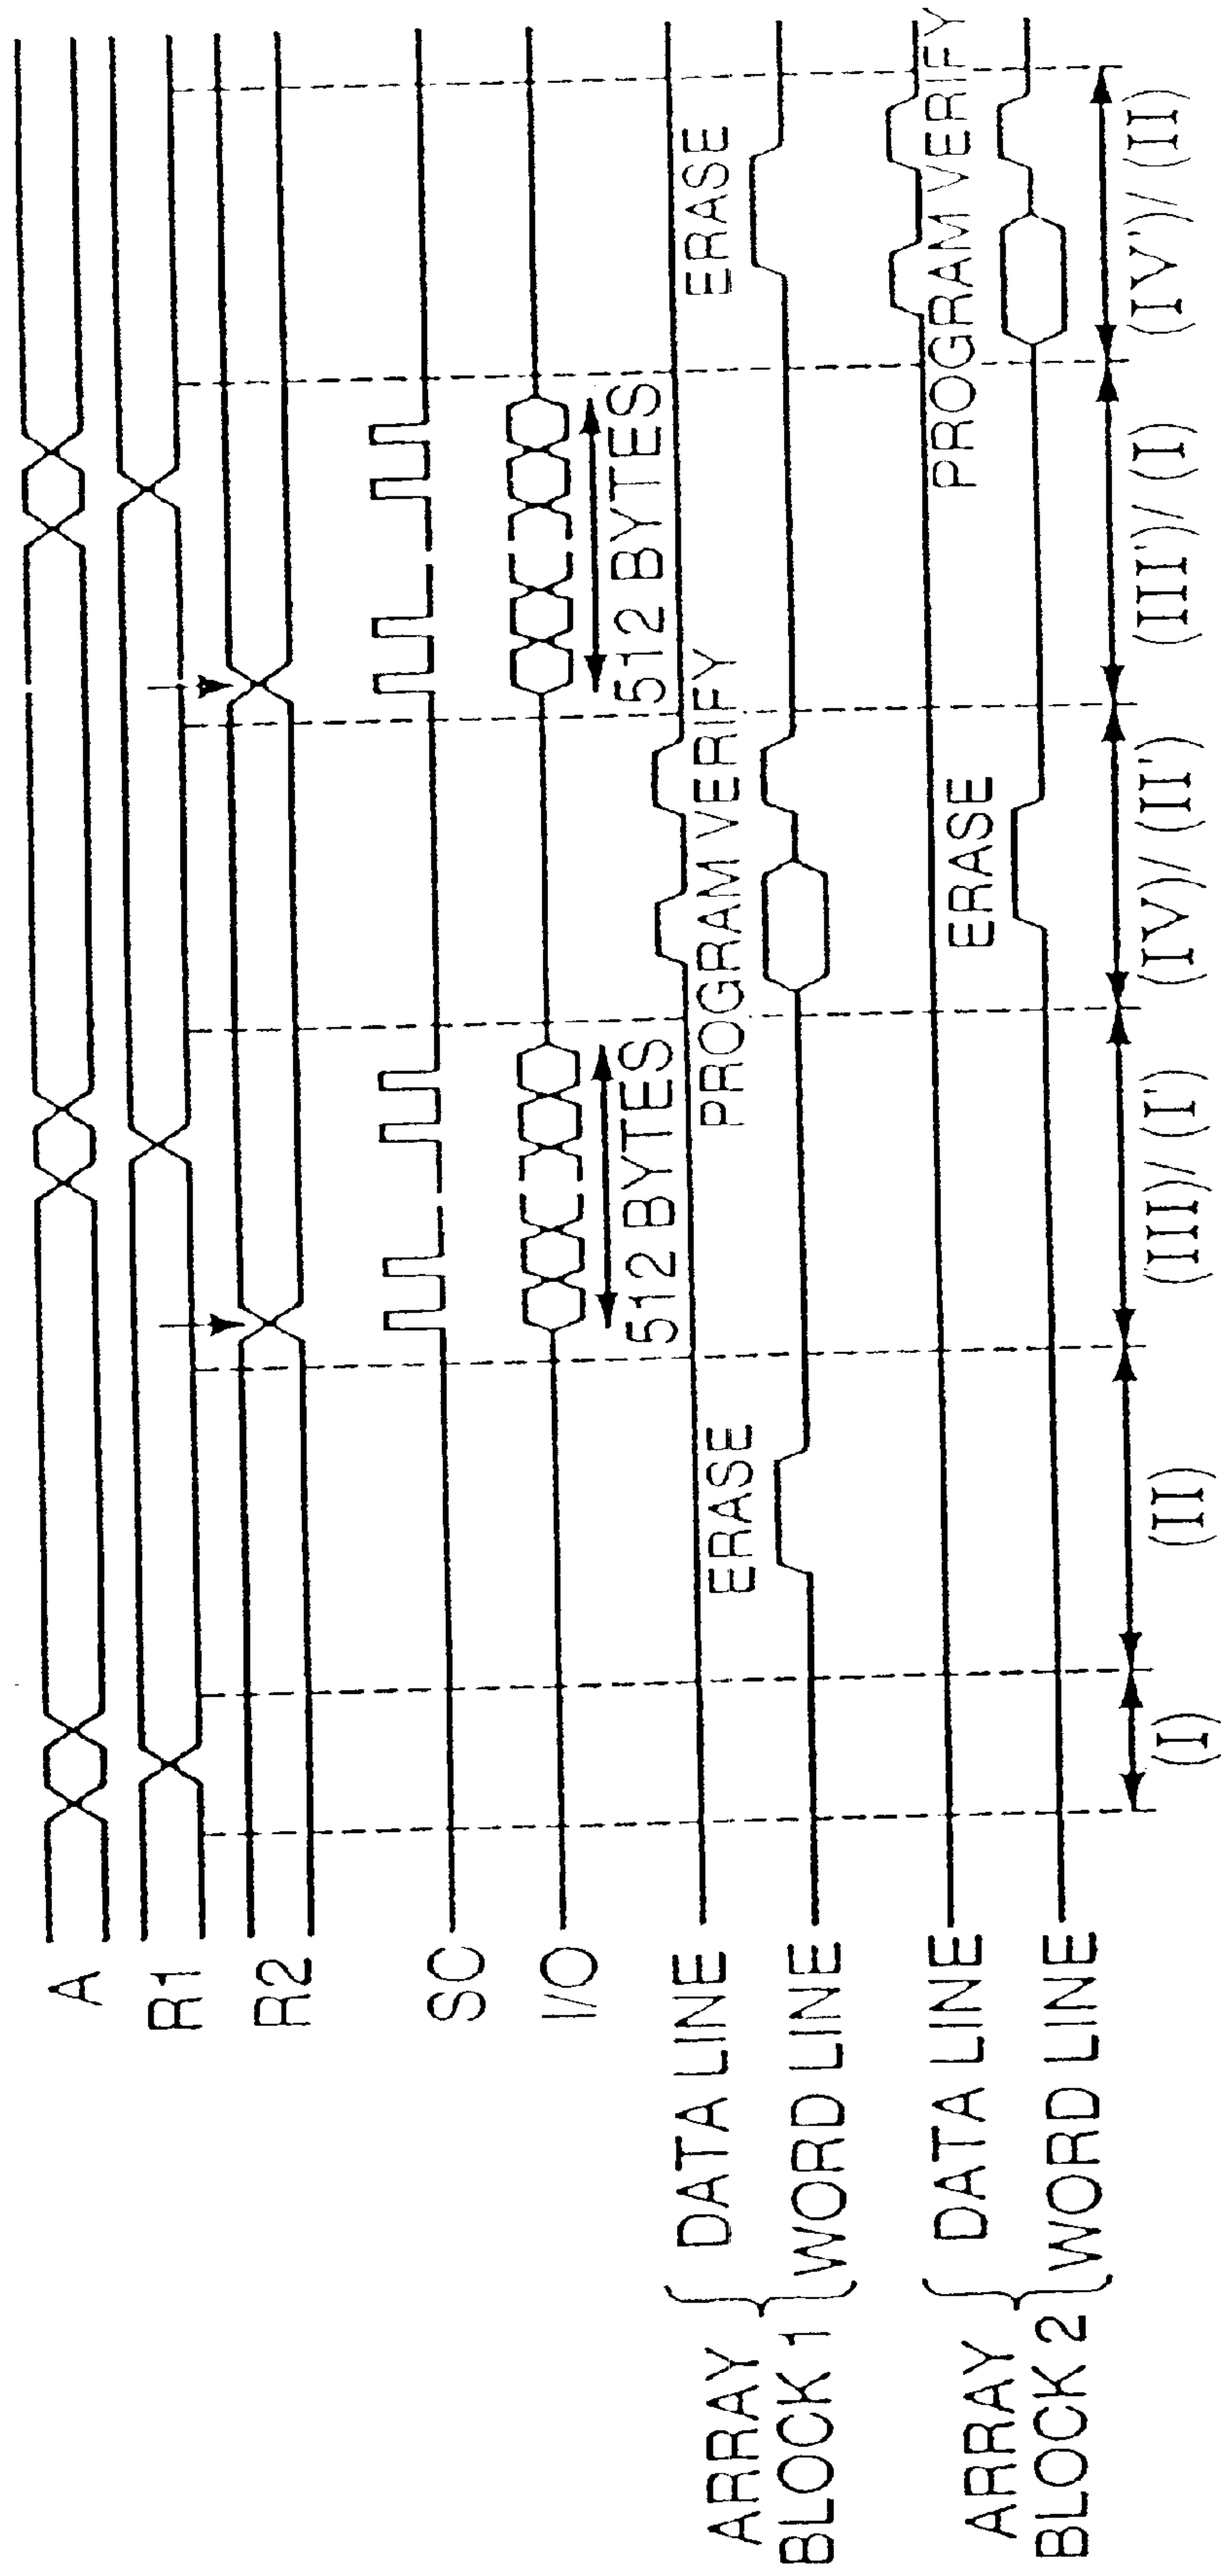 A
R1
R2
SC
I/O
512 BYTES
512 BYTES
ARRAY
BLOCK 1
DATA LINE
WORD LINE
ERASE
PROGRAM VERIFY
ERASE
ARRAY
BLOCK 2
DATA LINE
WORD LINE
ERASE
PROGRAM VERIFY
(I)
(II)
(III)/ (I')
(IV)/ (II')
(III')/ (I)
(IV')/ (II)